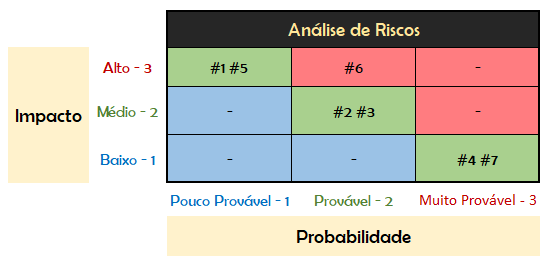 Análise de Riscos
Alto - 3 #1 #5 #6 -
Impacto
Médio - 2 - #2 #3 -
Baixo - 1 - - #4 #7
Pouco Provável - 1 Provável - 2 Muito Provável - 3
Probabilidade